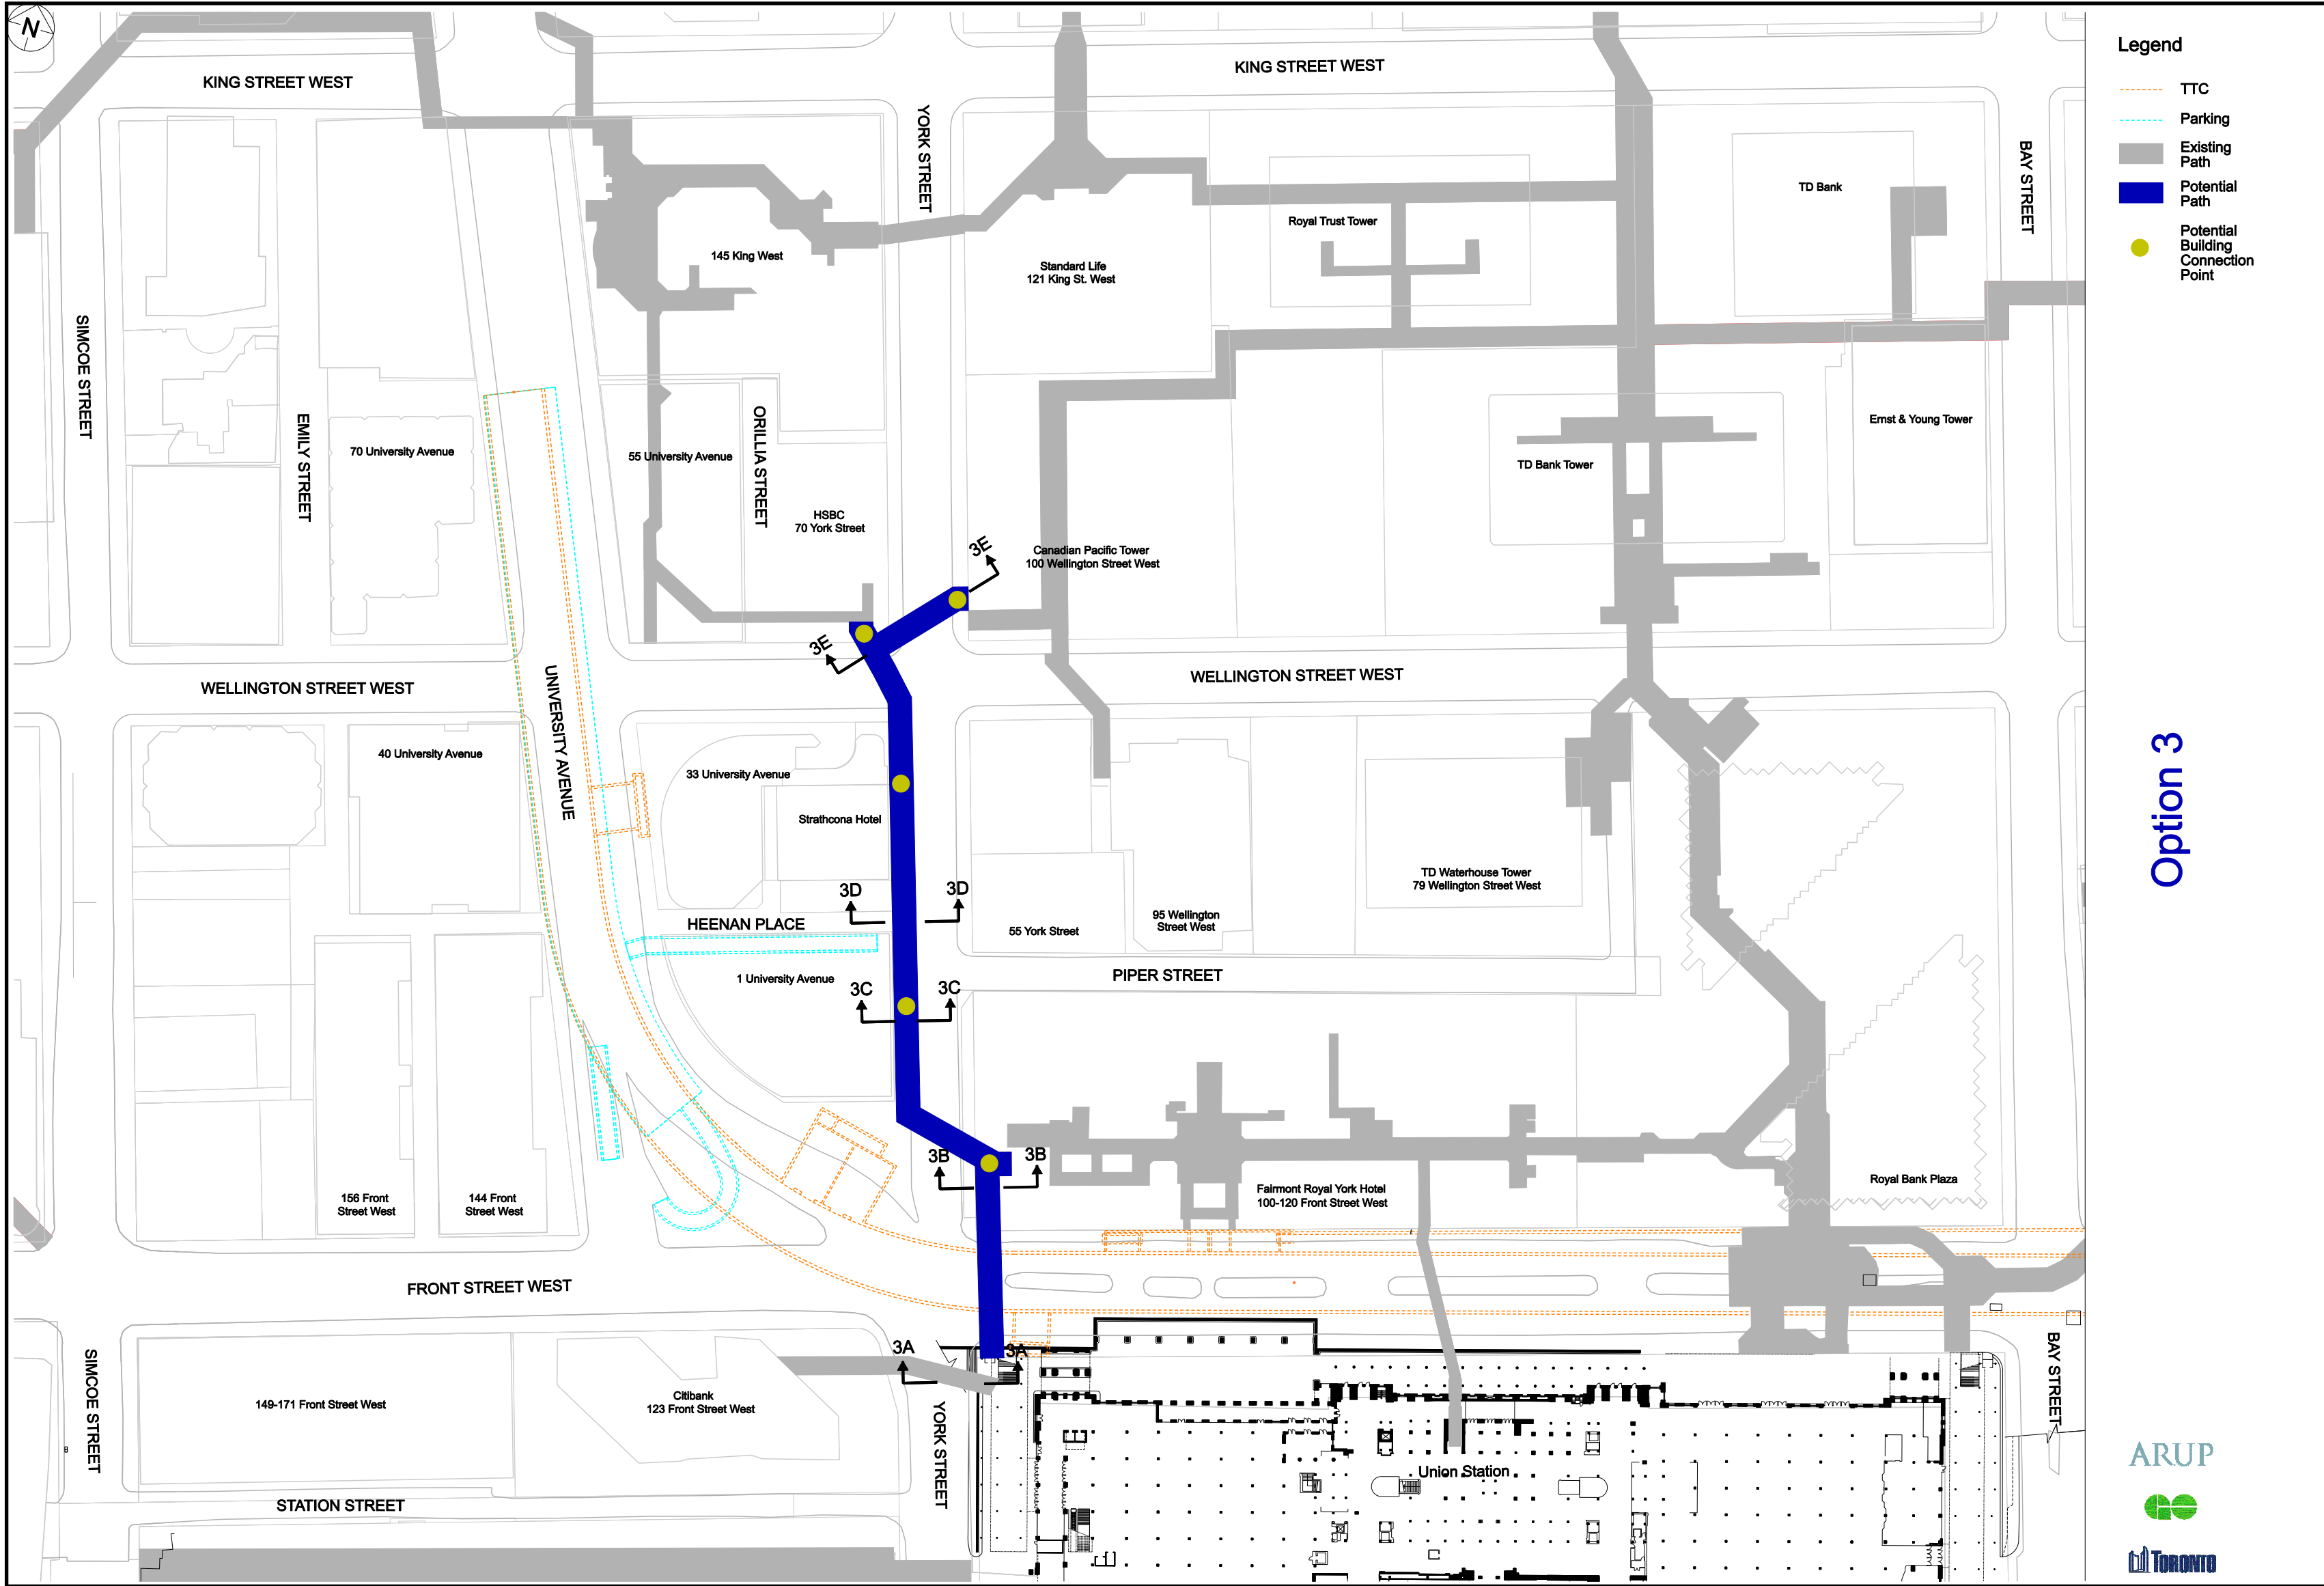 N
KING STREET WEST
KING STREET WEST
Legend
TTC
Parking
Existing
Path
Potential
Path
Potential
Building
Connection
Point
YORK STREET
BAY STREET
TD Bank
Royal Trust Tower
145 King West
Standard Life
121 King St. West
SIMCOE STREET
EMILY STREET
70 University Avenue
55 University Avenue
ORILLIA STREET
HSBC
70 York Street
Ernst & Young Tower
TD Bank Tower
3E
Canadian Pacific Tower
100 Wellington Street West
3E
WELLINGTON STREET WEST
UNIVERSITY AVENUE
WELLINGTON STREET WEST
40 University Avenue
33 University Avenue
Strathcona Hotel
Option 3
TD Waterhouse Tower
79 Wellington Street West
3D
3D
HEENAN PLACE
55 York Street
95 Wellington
Street West
1 University Avenue
PIPER STREET
3C
3C
3B
3B
156 Front
Street West
144 Front
Street West
Fairmont Royal York Hotel
100-120 Front Street West
Royal Bank Plaza
FRONT STREET WEST
3A
3A
SIMCOE STREET
149-171 Front Street West
Citibank
123 Front Street West
YORK STREET
BAY STREET
Union Station
STATION STREET
ARUP
GO
TORONTO